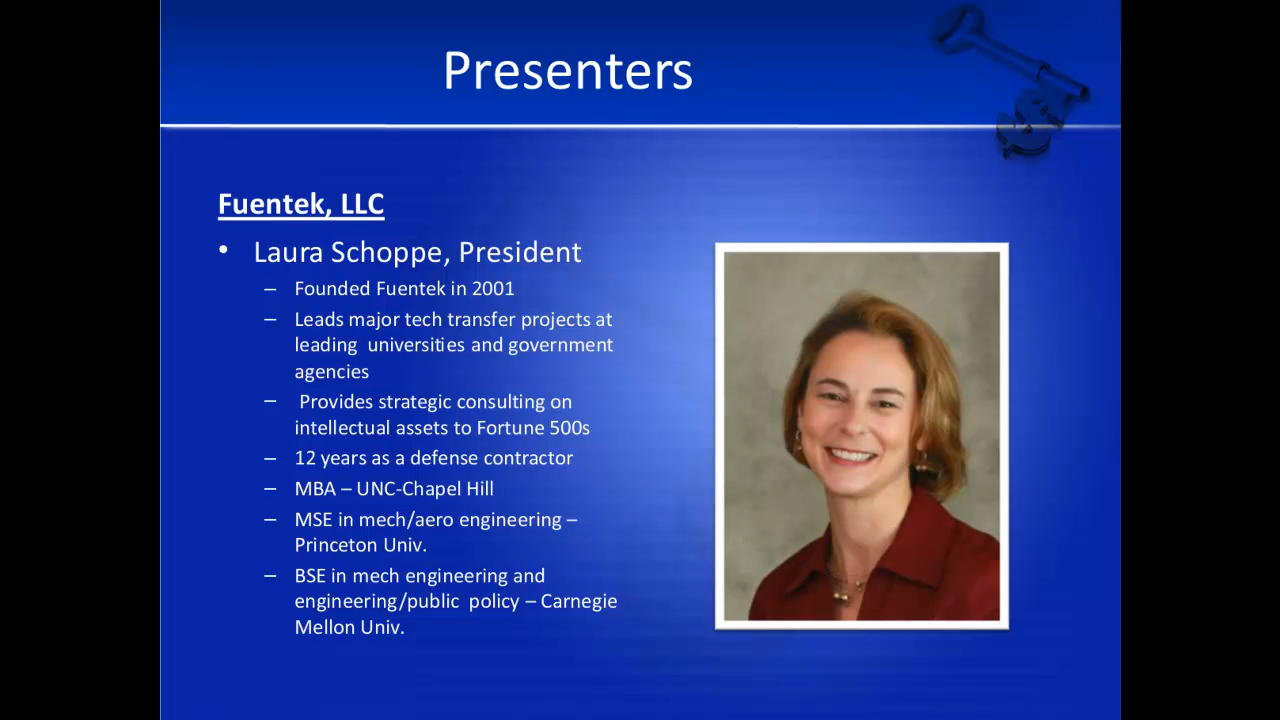 Presenters
Fuentek, LLC
• Laura Schoppe, President
– Founded Fuentek in 2001
– Leads major tech transfer projects at
leading universities and government
agencies
– Provides strategic consulting on
intellectual assets to Fortune 500s
– 12 years as a defense contractor
– MBA – UNC-Chapel Hill
– MSE in mech/aero engineering –
Princeton Univ.
– BSE in mech engineering and
engineering/public policy – Carnegie
Mellon Univ.